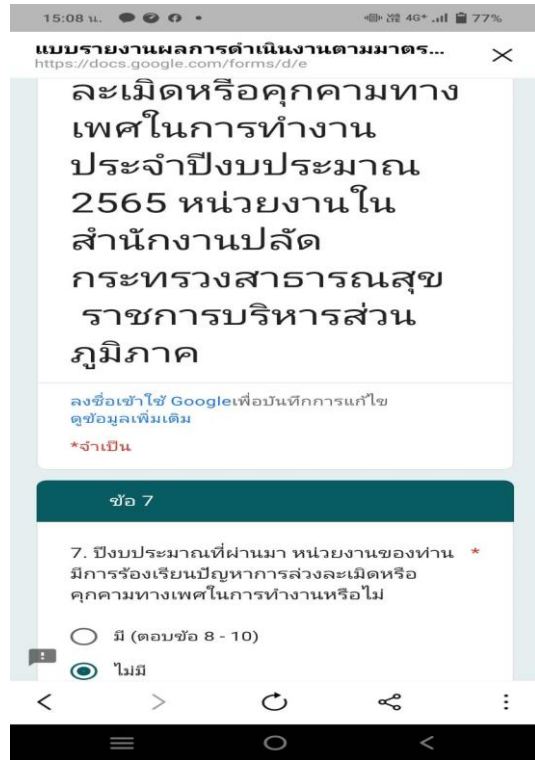 15:08 น.
4G+ 77%
แบบรายงานผลการดำเนินงานตามมาตร...
https://docs.google.com/forms/d/e
ละเมิดหรือคุกคามทาง
เพศในการทำงาน
ประจำปีงบประมาณ
2565 หน่วยงานใน
สำนักงานปลัด
กระทรวงสาธารณสุข
ราชการบริหารส่วน
ภูมิภาค
ลงชื่อเข้าใช้ Googleเพื่อบันทึกการแก้ไข
ดูข้อมูลเพิ่มเติม
*จำเป็น
ข้อ 7
7. ปีงบประมาณที่ผ่านมา หน่วยงานของท่าน *
มีการร้องเรียนปัญหาการล่วงละเมิดหรือ
คุกคามทางเพศในการทำงานหรือไม่
มี (ตอบข้อ 8 - 10)
ไม่มี